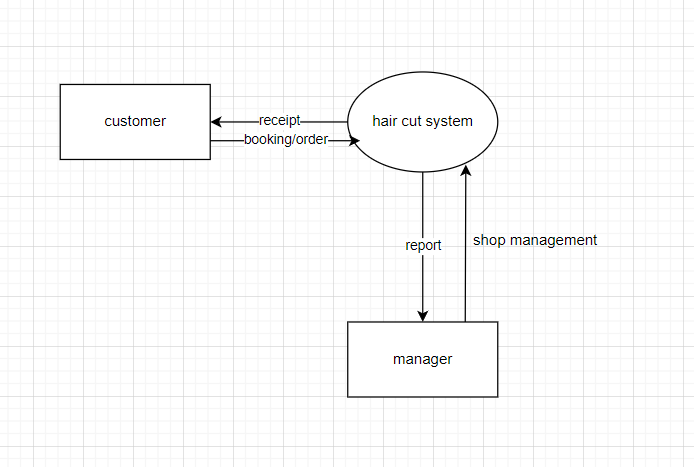 customer
receipt
hair cut system
booking/order
report
shop management
manager